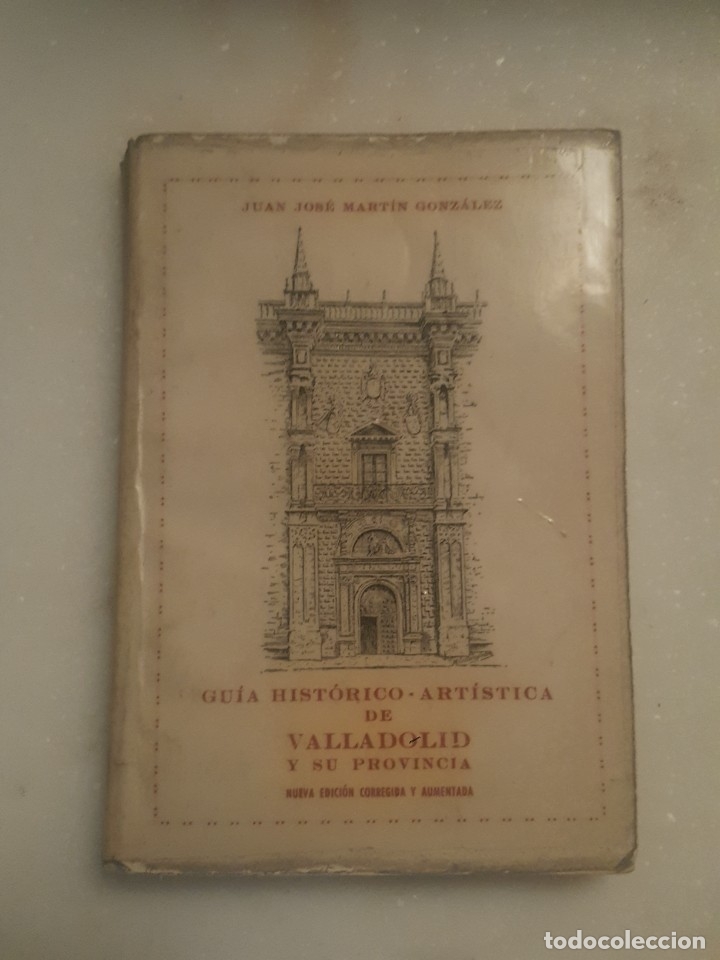 JUAN JOSÉ MARTÍN GONZÁLEZ
GUÍA HISTÓRICO-ARTÍSTICA
DE
VALLADOLID
Y SU PROVINCIA
NUEVA EDICIÓN CORREGIDA Y AUMENTADA
todocoleccion